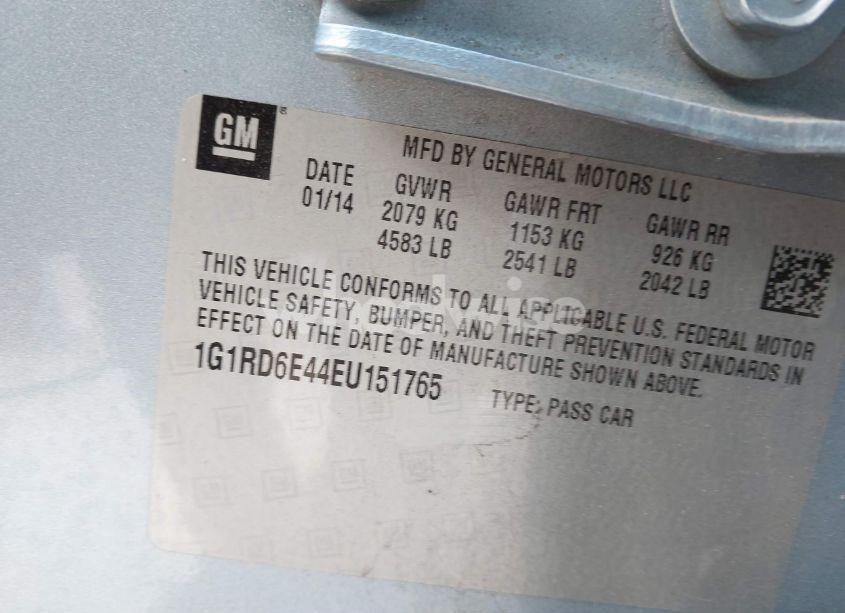 GM
MFD BY GENERAL MOTORS LLC
DATE GVWR GAWR FRT GAWR RR
01/14 2079 KG 1153 KG 926 KG
4583 LB 2541 LB 2042 LB
THIS VEHICLE CONFORMS TO ALL APPLICABLE U.S. FEDERAL MOTOR
VEHICLE SAFETY, BUMPER, AND THEFT PREVENTION STANDARDS IN
EFFECT ON THE DATE OF MANUFACTURE SHOWN ABOVE.
1G1RD6E44EU151765 TYPE: PASS CAR